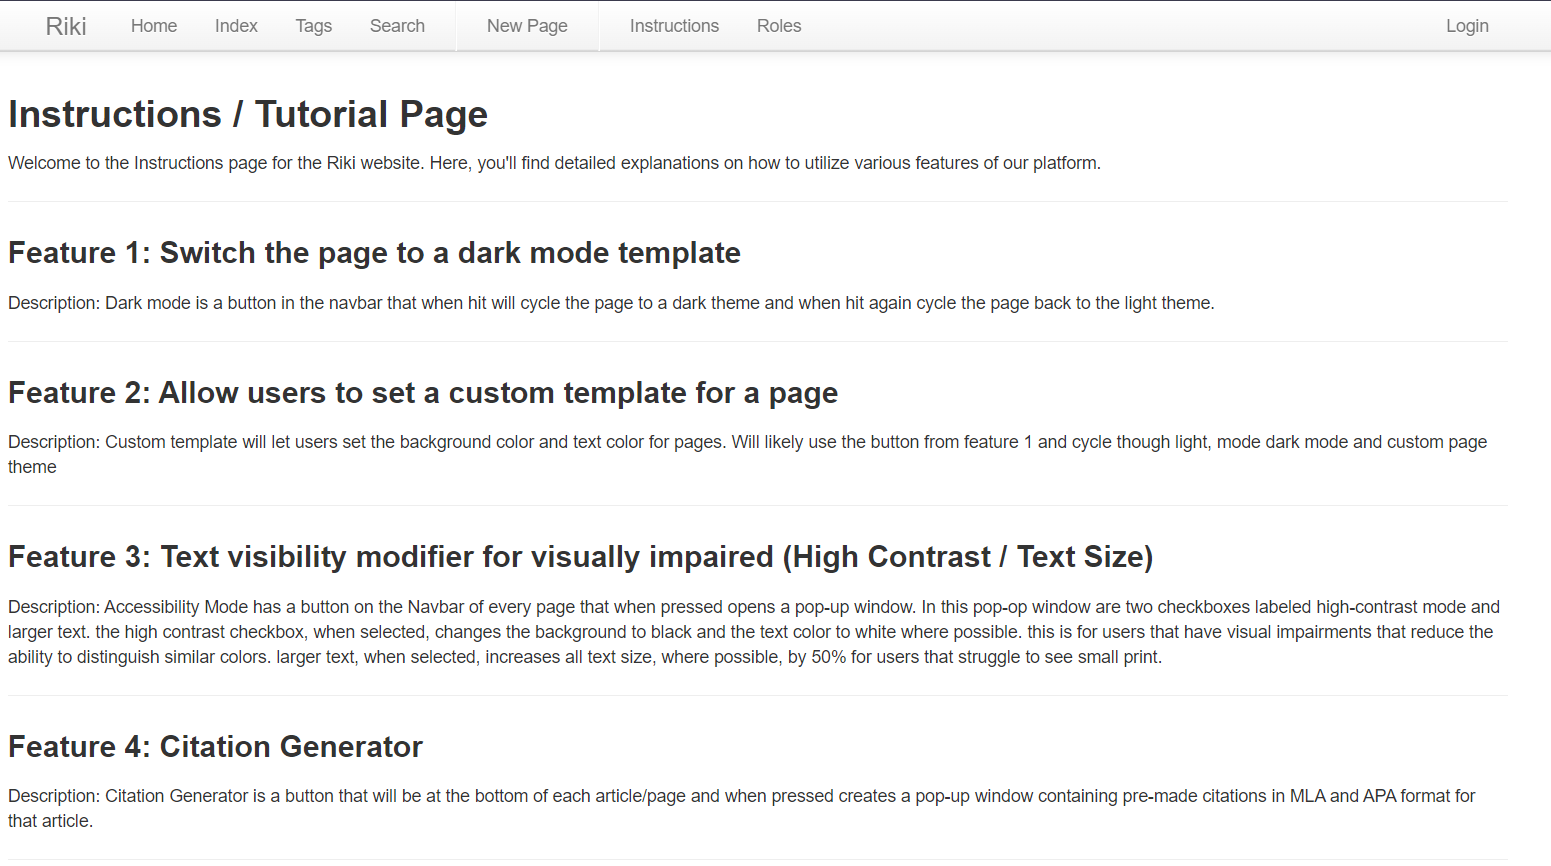 Riki Home Index Tags Search New Page Instructions Roles Login
Instructions / Tutorial Page
Welcome to the Instructions page for the Riki website. Here, you'll find detailed explanations on how to utilize various features of our platform.
Feature 1: Switch the page to a dark mode template
Description: Dark mode is a button in the navbar that when hit will cycle the page to a dark theme and when hit again cycle the page back to the light theme.
Feature 2: Allow users to set a custom template for a page
Description: Custom template will let users set the background color and text color for pages. Will likely use the button from feature 1 and cycle though light, mode dark mode and custom page
theme
Feature 3: Text visibility modifier for visually impaired (High Contrast / Text Size)
Description: Accessibility Mode has a button on the Navbar of every page that when pressed opens a pop-up window. In this pop-op window are two checkboxes labeled high-contrast mode and
larger text. the high contrast checkbox, when selected, changes the background to black and the text color to white where possible. this is for users that have visual impairments that reduce the
ability to distinguish similar colors. larger text, when selected, increases all text size, where possible, by 50% for users that struggle to see small print.
Feature 4: Citation Generator
Description: Citation Generator is a button that will be at the bottom of each article/page and when pressed creates a pop-up window containing pre-made citations in MLA and APA format for
that article.